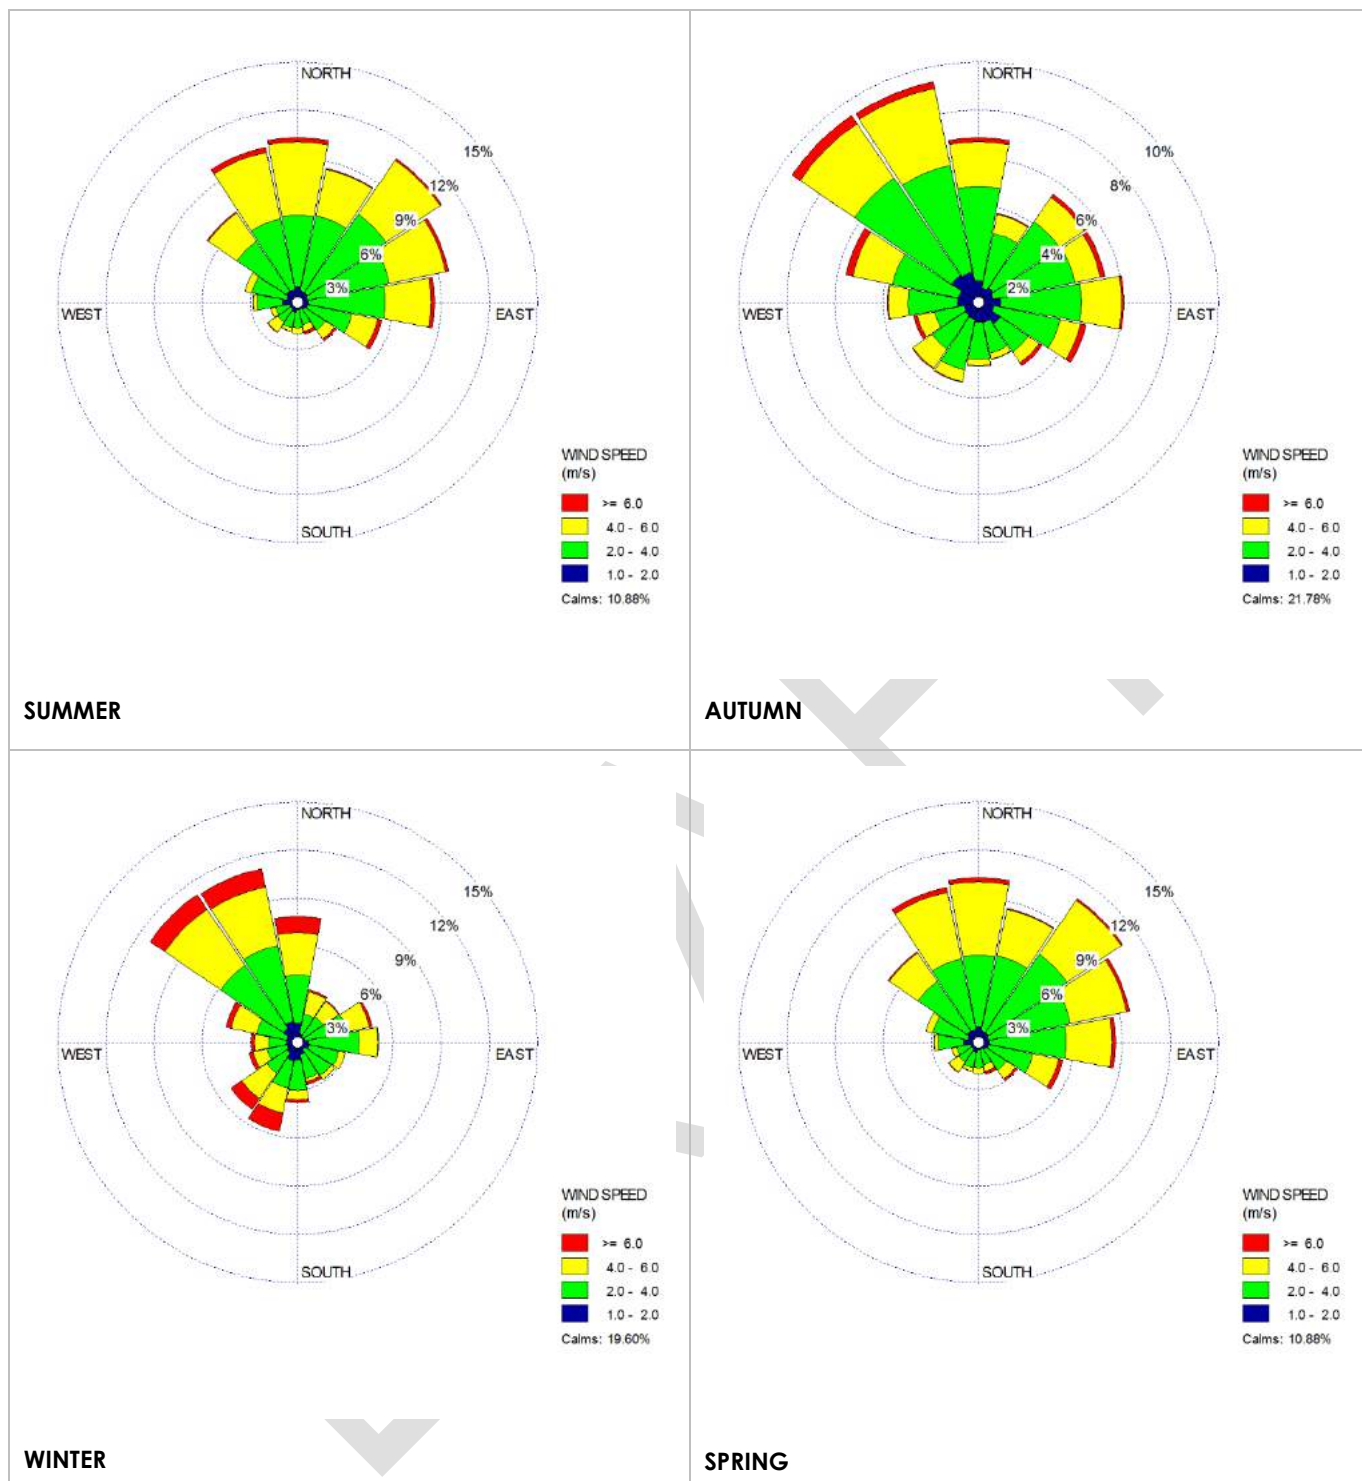 NORTH
15%
12%
9%
6%
3%
WEST
EAST
SOUTH
WIND SPEED
(m/s)
>= 6.0
4.0 - 6.0
2.0 - 4.0
1.0 - 2.0
Calms: 10.88%
SUMMER
NORTH
10%
8%
6%
4%
2%
WEST
EAST
SOUTH
WIND SPEED
(m/s)
>= 6.0
4.0 - 6.0
2.0 - 4.0
1.0 - 2.0
Calms: 21.78%
AUTUMN
NORTH
15%
12%
9%
6%
3%
WEST
EAST
SOUTH
WIND SPEED
(m/s)
>= 6.0
4.0 - 6.0
2.0 - 4.0
1.0 - 2.0
Calms: 19.60%
WINTER
NORTH
15%
12%
9%
6%
3%
WEST
EAST
SOUTH
WIND SPEED
(m/s)
>= 6.0
4.0 - 6.0
2.0 - 4.0
1.0 - 2.0
Calms: 10.88%
SPRING